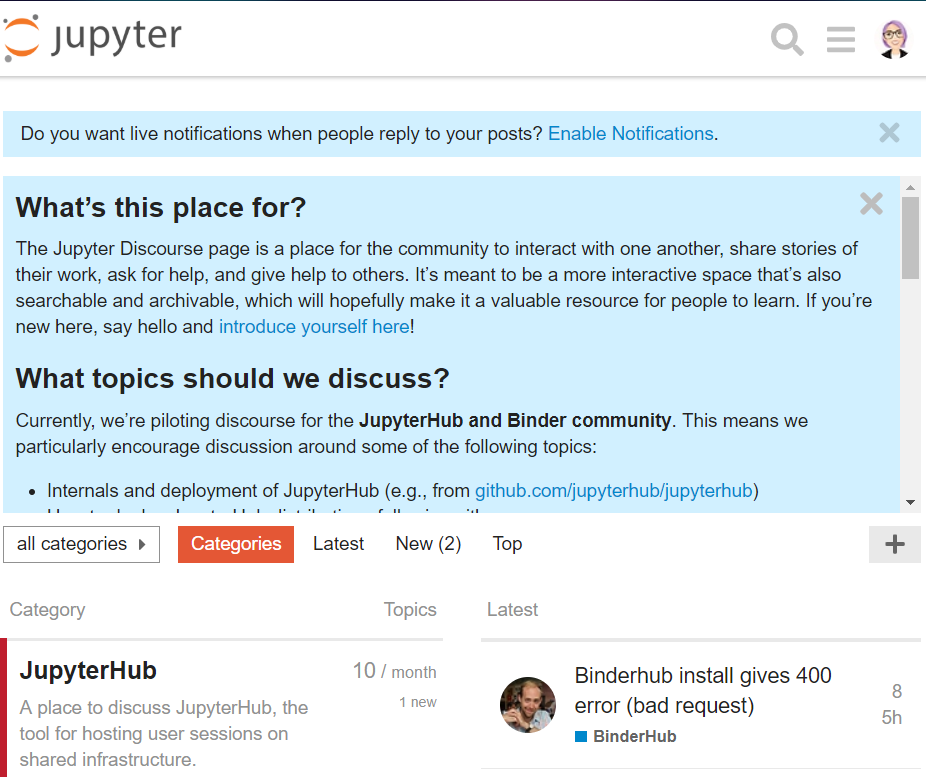 jupyter
Do you want live notifications when people reply to your posts? Enable Notifications.
What’s this place for?
The Jupyter Discourse page is a place for the community to interact with one another, share stories of
their work, ask for help, and give help to others. It’s meant to be a more interactive space that’s also
searchable and archivable, which will hopefully make it a valuable resource for people to learn. If you’re
new here, say hello and introduce yourself here!
What topics should we discuss?
Currently, we’re piloting discourse for the JupyterHub and Binder community. This means we
particularly encourage discussion around some of the following topics:
• Internals and deployment of JupyterHub (e.g., from github.com/jupyterhub/jupyterhub)
all categories Categories Latest New (2) Top
Category Topics
JupyterHub 10 / month
1 new
A place to discuss JupyterHub, the
tool for hosting user sessions on
shared infrastructure.
Latest
Binderhub install gives 400
error (bad request)
BinderHub
8
5h